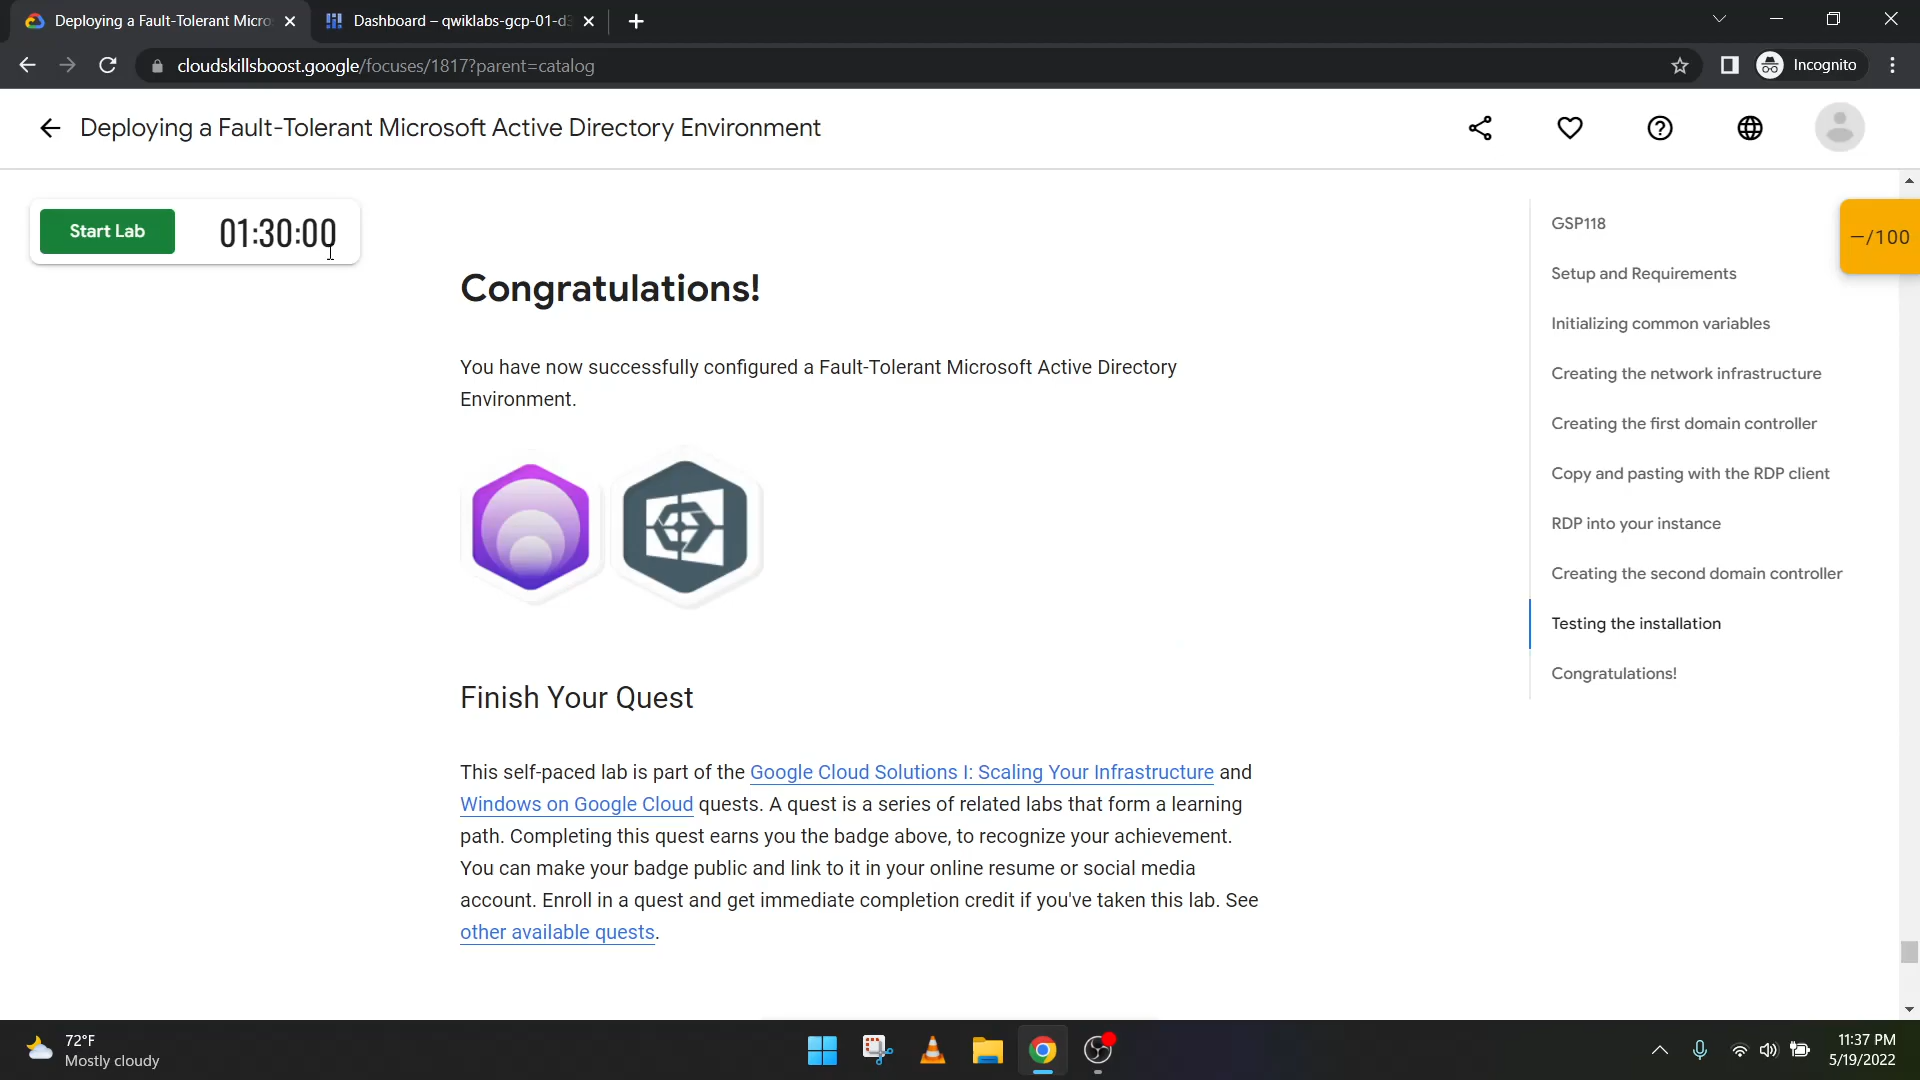 Deploying a Fault-Tolerant Micro
Dashboard – qwiklabs-gcp-01-d3
cloudskillsboost.google/focuses/1817?parent=catalog
Incognito
Deploying a Fault-Tolerant Microsoft Active Directory Environment
Start Lab
01:30:00
Congratulations!
You have now successfully configured a Fault-Tolerant Microsoft Active Directory
Environment.
Finish Your Quest
This self-paced lab is part of the Google Cloud Solutions I: Scaling Your Infrastructure and
Windows on Google Cloud quests. A quest is a series of related labs that form a learning
path. Completing this quest earns you the badge above, to recognize your achievement.
You can make your badge public and link to it in your online resume or social media
account. Enroll in a quest and get immediate completion credit if you've taken this lab. See
other available quests.
GSP118
Setup and Requirements
Initializing common variables
Creating the network infrastructure
Creating the first domain controller
Copy and pasting with the RDP client
RDP into your instance
Creating the second domain controller
Testing the installation
Congratulations!
–/100
72°F
Mostly cloudy
11:37 PM
5/19/2022